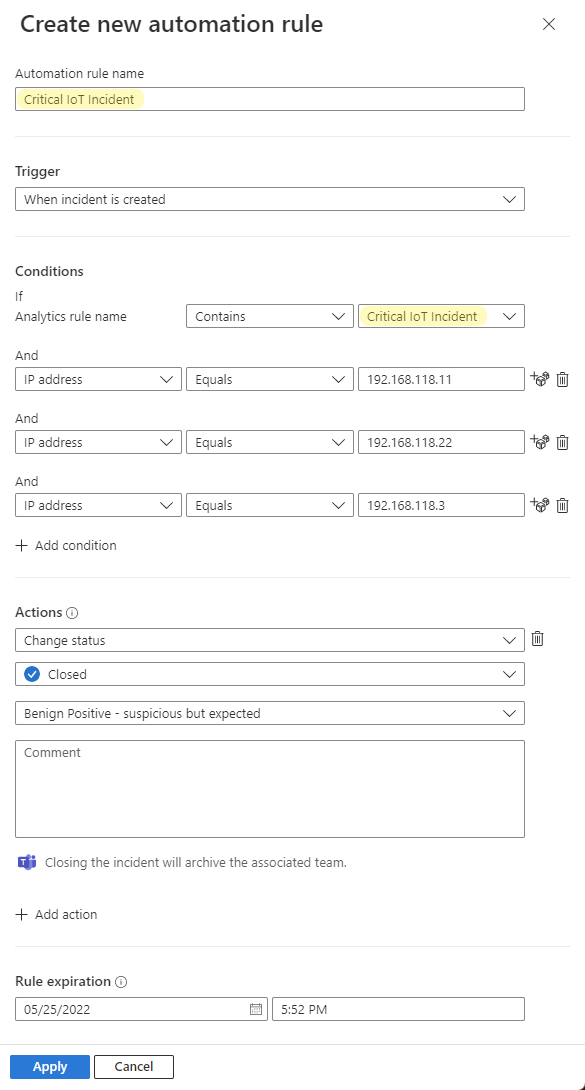 Create new automation rule
Automation rule name
Critical IoT Incident
Trigger
When incident is created
Conditions
If
Analytics rule name Contains Critical IoT Incident
And
IP address Equals 192.168.118.11
And
IP address Equals 192.168.118.22
And
IP address Equals 192.168.118.3
Add condition
Actions
Change status
Closed
Benign Positive - suspicious but expected
Comment
Closing the incident will archive the associated team.
Add action
Rule expiration
05/25/2022 5:52 PM
Apply Cancel